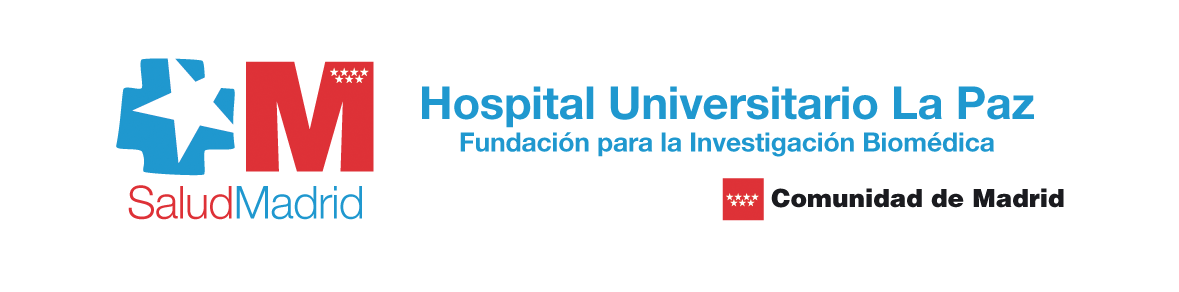 M
SaludMadrid
Hospital Universitario La Paz
Fundación para la Investigación Biomédica
Comunidad de Madrid